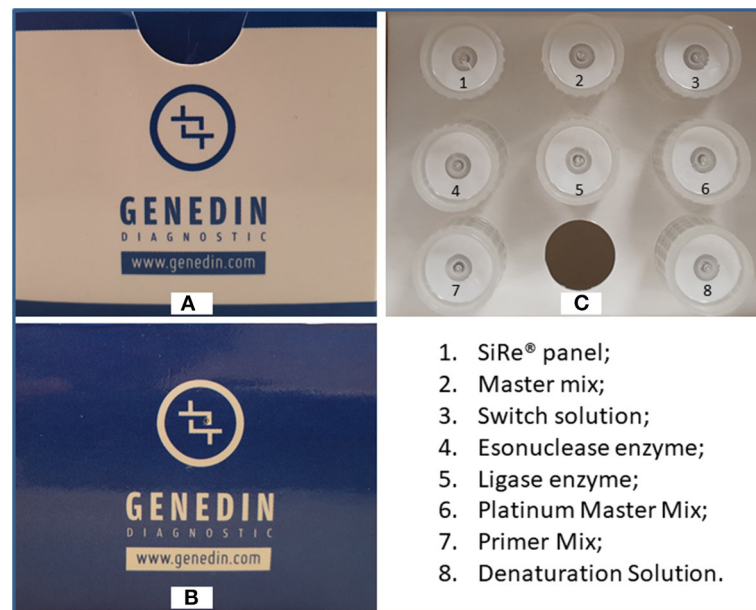 GENEDIN
DIAGNOSTIC
www.genedin.com
A
GENEDIN
DIAGNOSTIC
www.genedin.com
B
1 2 3
4 5 6
7 8
C
1. SiRe® panel;
2. Master mix;
3. Switch solution;
4. Esonuclease enzyme;
5. Ligase enzyme;
6. Platinum Master Mix;
7. Primer Mix;
8. Denaturation Solution.